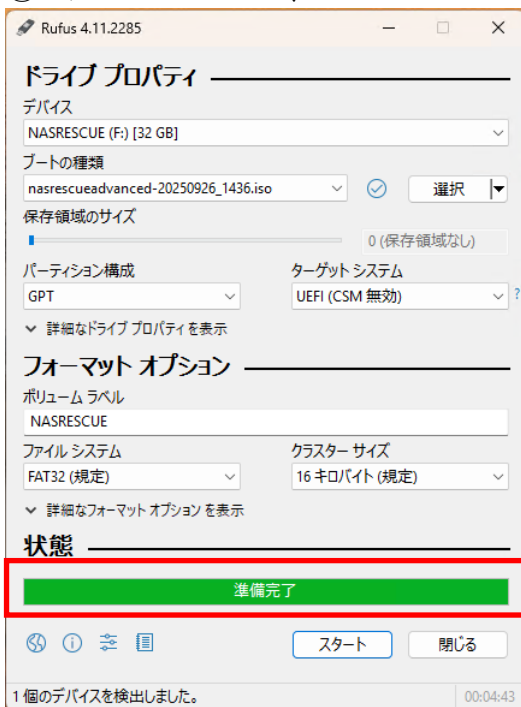 Rufus 4.11.2285
ドライブ プロパティ
デバイス
NASRESCUE (F:) [32 GB]
ブートの種類
nasrescueadvanced-20250926_1436.iso
選択
保存領域のサイズ
0 (保存領域なし)
パーティション構成 ターゲット システム
GPT UEFI (CSM 無効) ?
詳細なドライブ プロパティを表示
フォーマット オプション
ボリューム ラベル
NASRESCUE
ファイル システム クラスター サイズ
FAT32 (規定) 16 キロバイト (規定)
詳細なフォーマット オプション を表示
状態
準備完了
スタート 閉じる
1 個のデバイスを検出しました。 00:04:43